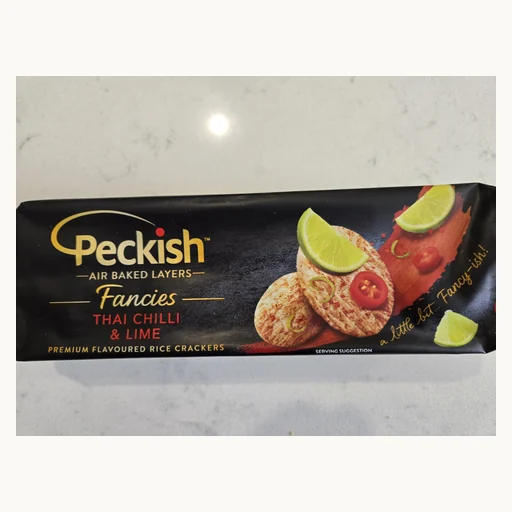 Peckish™
AIR BAKED LAYERS
Fancies
THAI CHILLI
& LIME
PREMIUM FLAVOURED RICE CRACKERS
SERVING SUGGESTION
a little bit Fancy-ish!